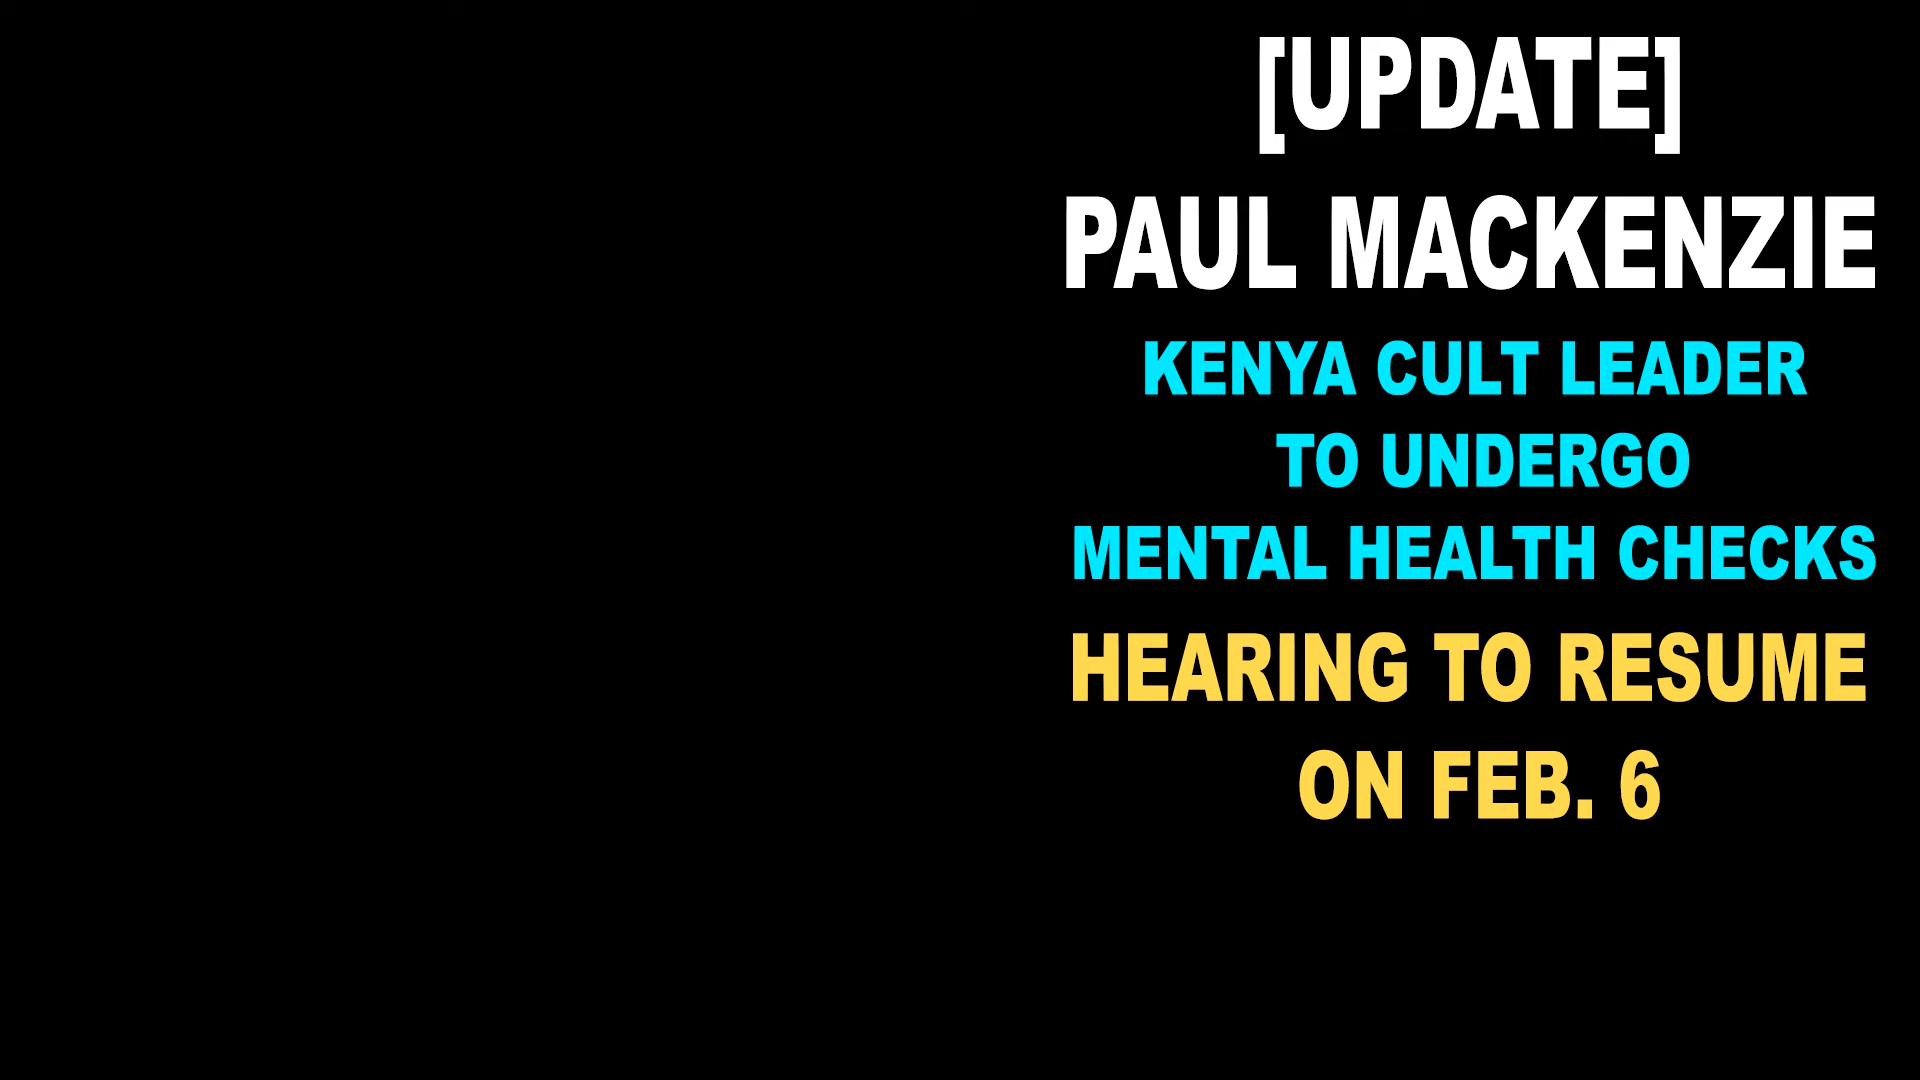 [UPDATE]
PAUL MACKENZIE
KENYA CULT LEADER
TO UNDERGO
MENTAL HEALTH CHECKS
HEARING TO RESUME
ON FEB. 6